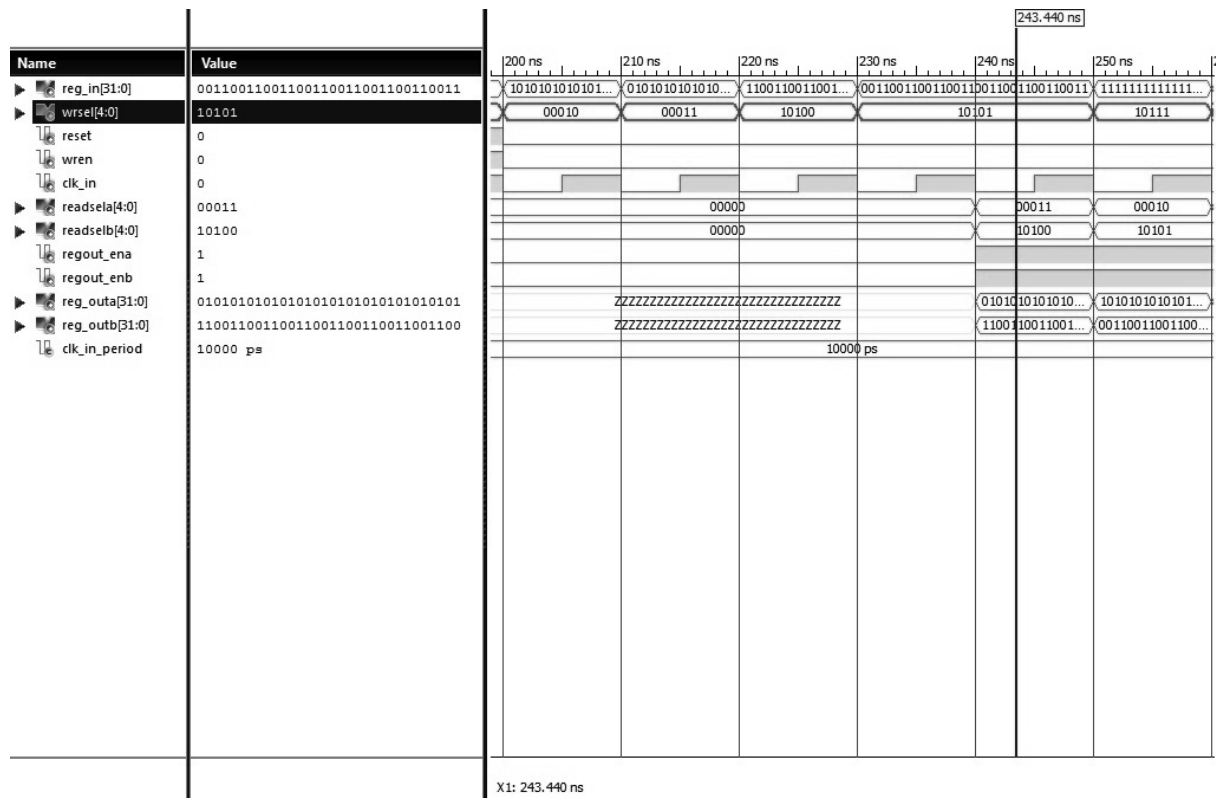 243.440 ns
Name Value 200 ns 210 ns 220 ns 230 ns 240 ns 250 ns
reg_in[31:0] 00110011001100110011001100110011 1010101010101... 0101010101010... 1100110011001... 00110011001100110011001100110011 1111111111111...
wrsel[4:0] 10101 00010 00011 10100 10101 10111
reset 0
wren 0
clk_in 0
readsela[4:0] 00011 00000 00011 00010
readselb[4:0] 10100 00000 10100 10101
regout_ena 1
regout_enb 1
reg_outa[31:0] 01010101010101010101010101010101 ZZZZZZZZZZZZZZZZZZZZZZZZZZZZZZZZ 0101010101010... 1010101010101...
reg_outb[31:0] 11001100110011001100110011001100 ZZZZZZZZZZZZZZZZZZZZZZZZZZZZZZZZ 1100110011001... 0011001100110...
clk_in_period 10000 ps 10000 ps
X1: 243.440 ns